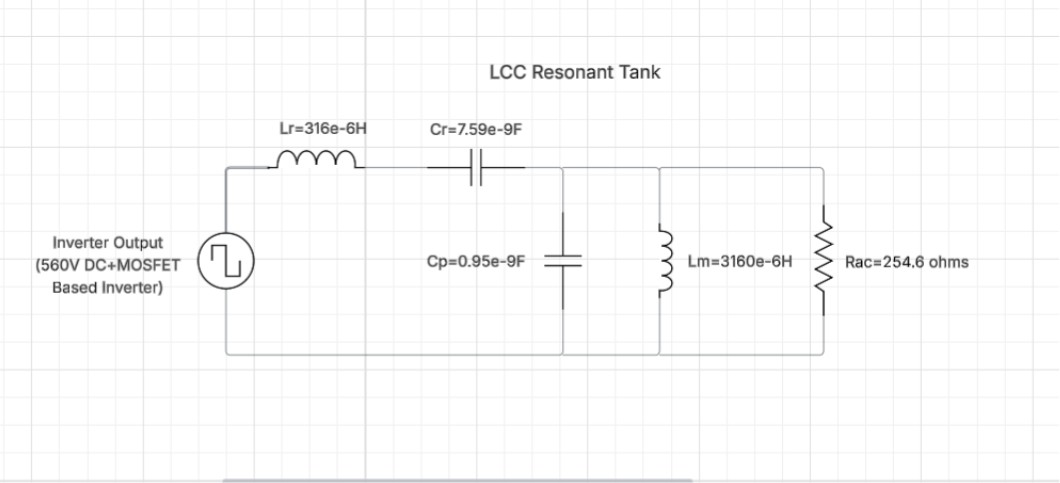 LCC Resonant Tank
Lr=316e-6H
Cr=7.59e-9F
Inverter Output
(560V DC+MOSFET
Based Inverter)
Cp=0.95e-9F
Lm=3160e-6H
Rac=254.6 ohms